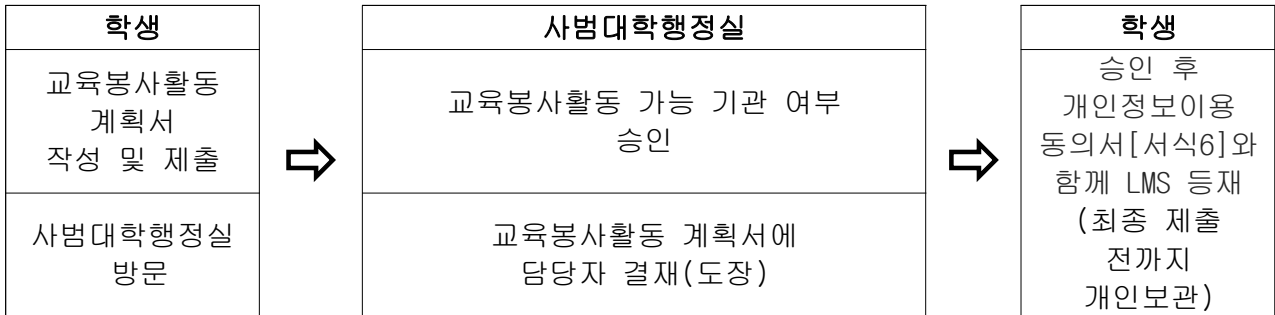 학생
교육봉사활동
계획서
작성 및 제출
사범대학행정실
방문
⇨
사범대학행정실
교육봉사활동 가능 기관 여부
승인
교육봉사활동 계획서에
담당자 결재(도장)
⇨
학생
승인 후
개인정보이용
동의서[서식6]와
함께 LMS 등재
(최종 제출
전까지
개인보관)